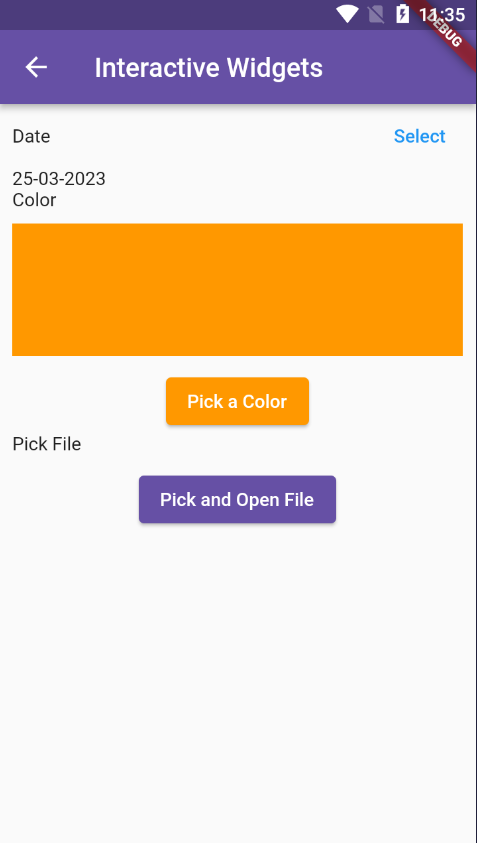 11:35
DEBUG
Interactive Widgets
Date Select
25-03-2023
Color
Pick a Color
Pick File
Pick and Open File